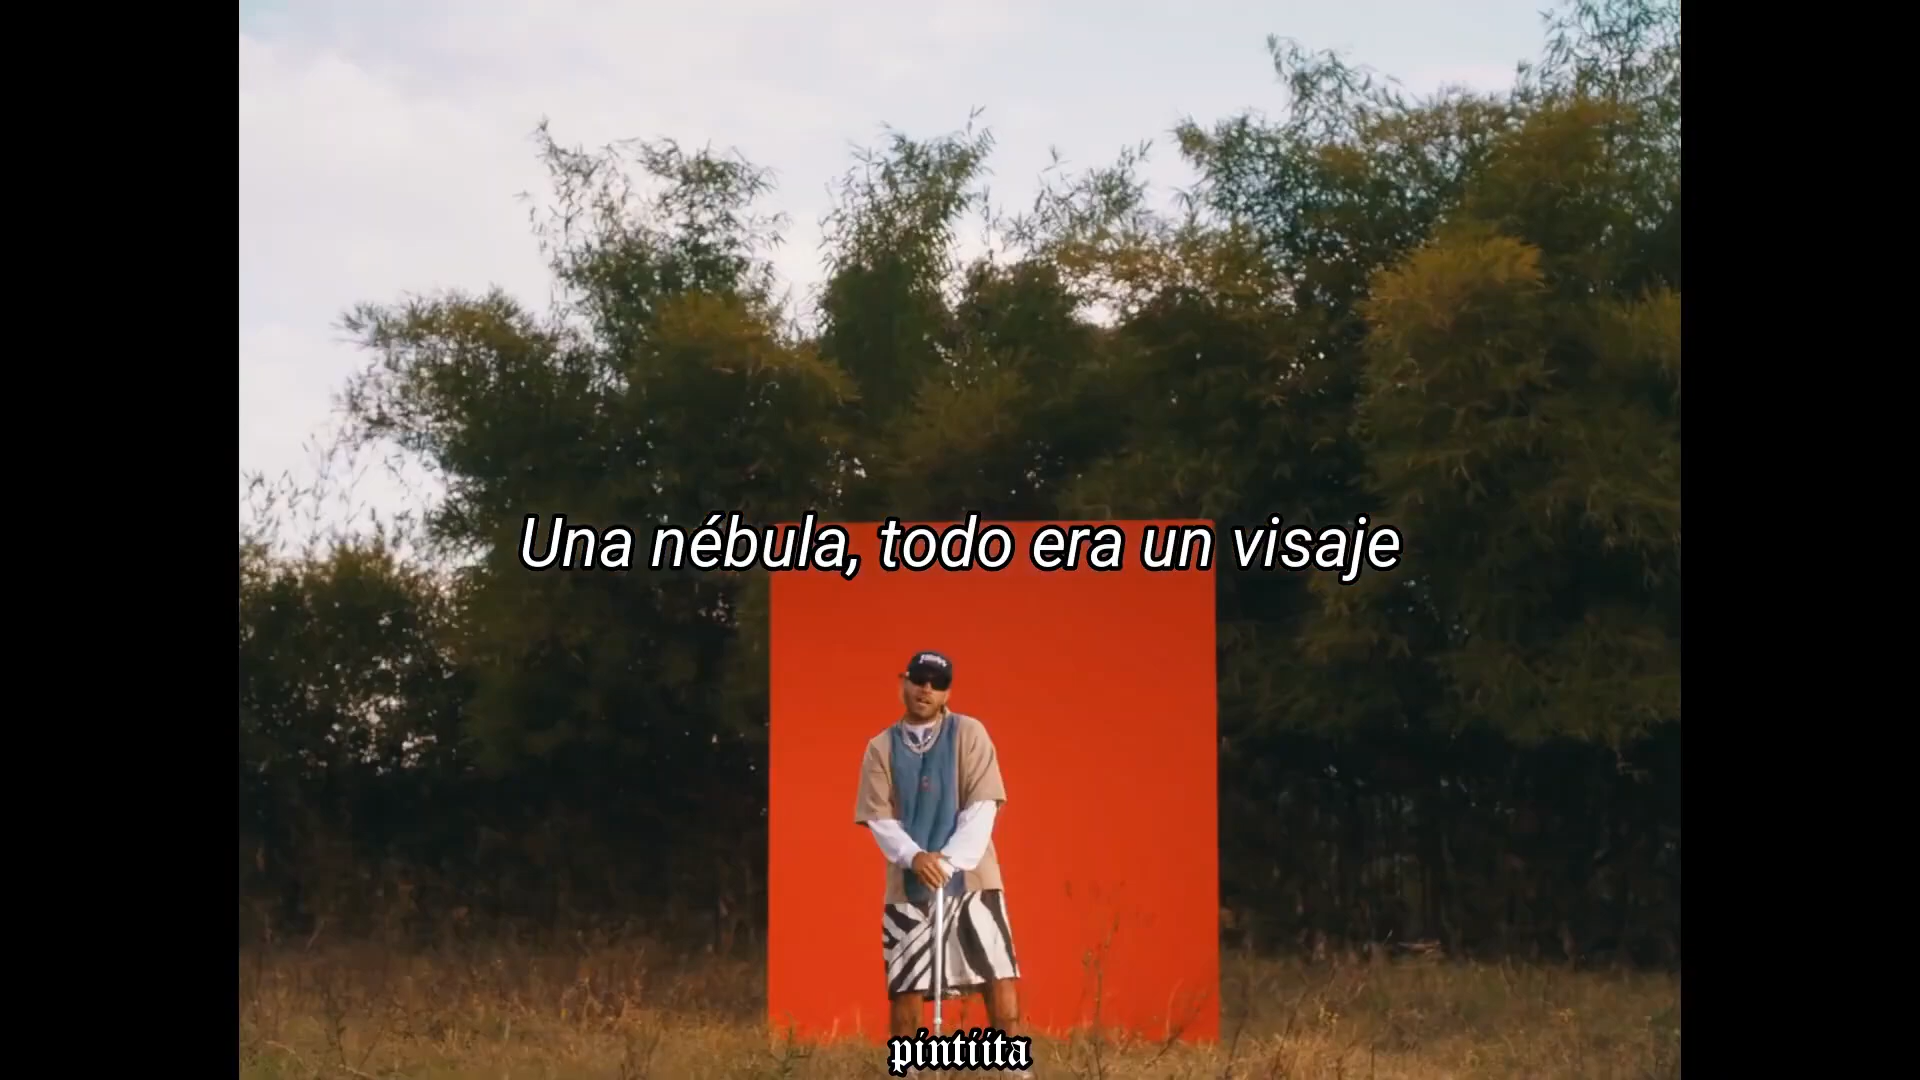 Una nébula, todo era un visaje
pintiita